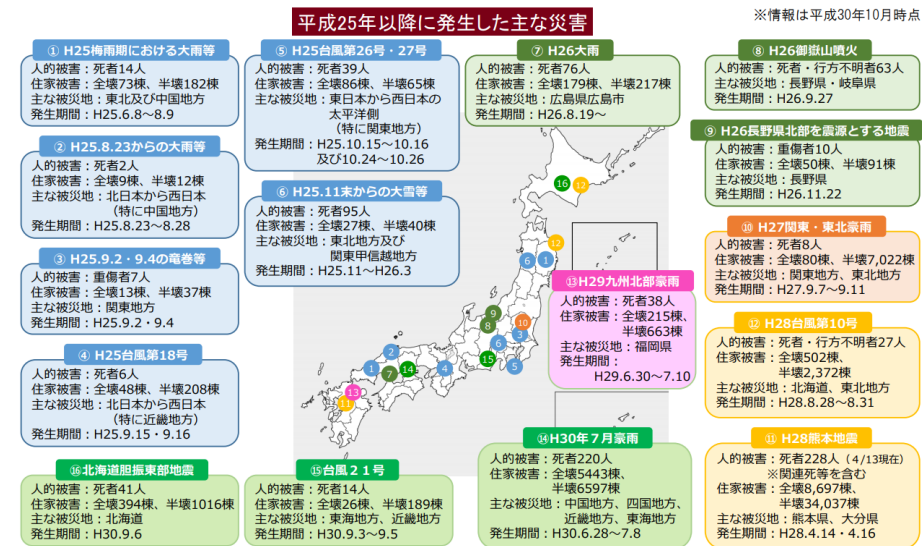 平成25年以降に発生した主な災害
※情報は平成30年10月時点
① H25梅雨期における大雨等
人的被害：死者14人
住家被害：全壊73棟、半壊182棟
主な被災地：東北及び中国地方
発生期間：H25.6.8～8.9
② H25.8.23からの大雨等
人的被害：死者2人
住家被害：全壊9棟、半壊12棟
主な被災地：北日本から西日本
（特に中国地方）
発生期間：H25.8.23～8.28
③ H25.9.2・9.4の竜巻等
人的被害：重傷者7人
住家被害：全壊13棟、半壊37棟
主な被災地：関東地方
発生期間：H25.9.2・9.4
④ H25台風第18号
人的被害：死者6人
住家被害：全壊48棟、半壊208棟
主な被災地：北日本から西日本
（特に近畿地方）
発生期間：H25.9.15・9.16
⑤ H25台風第26号・27号
人的被害：死者39人
住家被害：全壊86棟、半壊65棟
主な被災地：東日本から西日本の
太平洋側
（特に関東地方）
発生期間：H25.10.15～10.16
及び10.24～10.26
⑥ H25.11末からの大雪等
人的被害：死者95人
住家被害：全壊27棟、半壊40棟
主な被災地：東北地方及び
関東甲信越地方
発生期間：H25.11～H26.3
⑦ H26大雨
人的被害：死者76人
住家被害：全壊179棟、半壊217棟
主な被災地：広島県広島市
発生期間：H26.8.19～
⑧ H26御嶽山噴火
人的被害：死者・行方不明者63人
主な被災地：長野県・岐阜県
発生期間：H26.9.27
⑨ H26長野県北部を震源とする地震
人的被害：重傷者10人
住家被害：全壊50棟、半壊91棟
主な被災地：長野県
発生期間：H26.11.22
⑩ H27関東・東北豪雨
人的被害：死者8人
住家被害：全壊80棟、半壊7,022棟
主な被災地：関東地方、東北地方
発生期間：H27.9.7～9.11
⑬H29九州北部豪雨
人的被害：死者38人
住家被害：全壊215棟、
半壊663棟
主な被災地：福岡県
発生期間：
H29.6.30～7.10
⑫ H28台風第10号
人的被害：死者・行方不明者27人
住家被害：全壊502棟、
半壊2,372棟
主な被災地：北海道、東北地方
発生期間：H28.8.28～8.31
⑪ H28熊本地震
人的被害：死者228人（4/13現在）
※関連死等を含む
住家被害：全壊8,697棟、
半壊34,037棟
主な被災地：熊本県、大分県
発生期間：H28.4.14・4.16
⑭H30年７月豪雨
人的被害：死者220人
住家被害：全壊5443棟、
半壊6597棟
主な被災地：中国地方、四国地方、
近畿地方、東海地方
発生期間：H30.6.28～7.8
⑮台風２１号
人的被害：死者14人
住家被害：全壊26棟、半壊189棟
主な被災地：東海地方、近畿地方
発生期間：H30.9.3～9.5
⑯北海道胆振東部地震
人的被害：死者41人
住家被害：全壊394棟、半壊1016棟
主な被災地：北海道
発生期間：H30.9.6
16 12
12
6 1
9
8
10
3
6
5
15
4
2
1
7
14
13
11